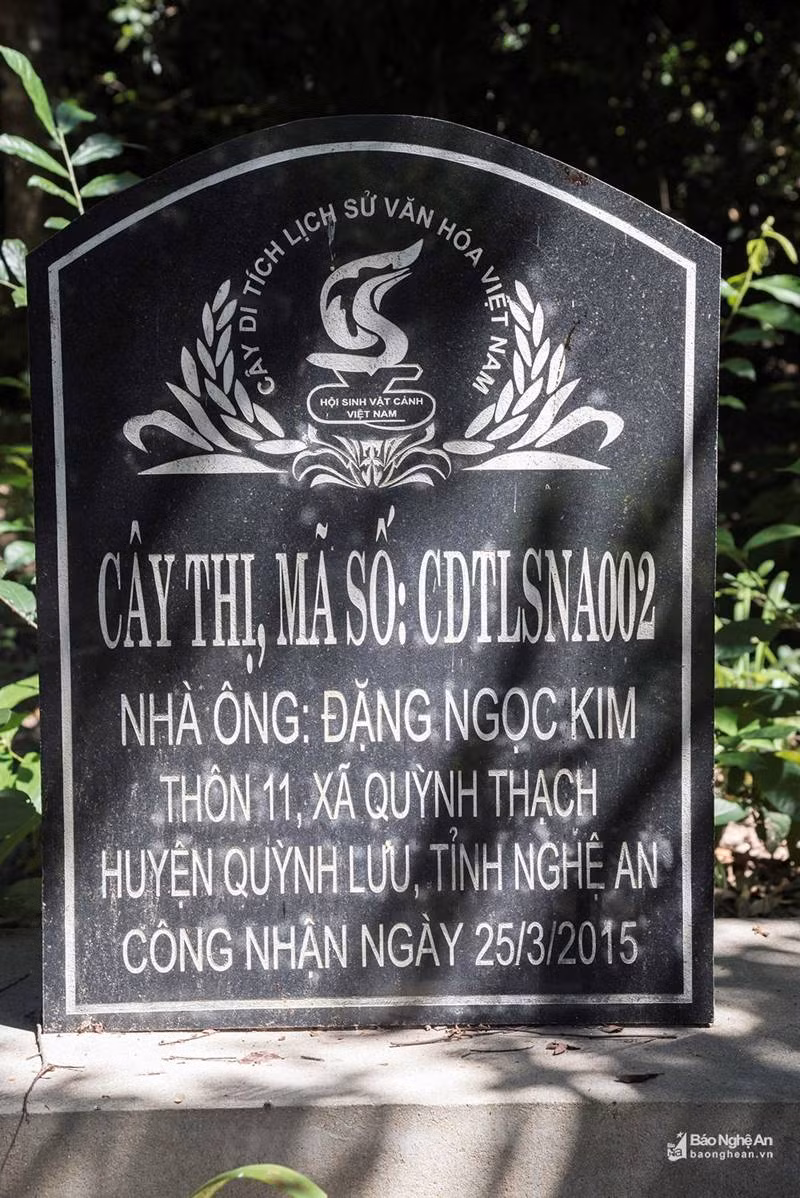 CÂY DI TÍCH LỊCH SỬ VĂN HÓA VIỆT NAM
HỘI SINH VẬT CẢNH
VIỆT NAM
CÂY THỊ, MÃ SỐ: CDTLSNA002
NHÀ ÔNG: ĐẶNG NGỌC KIM
THÔN 11, XÃ QUỲNH THẠCH
HUYỆN QUỲNH LƯU, TỈNH NGHỆ AN
CÔNG NHẬN NGÀY 25/3/2015
Báo Nghệ An
baonghean.vn